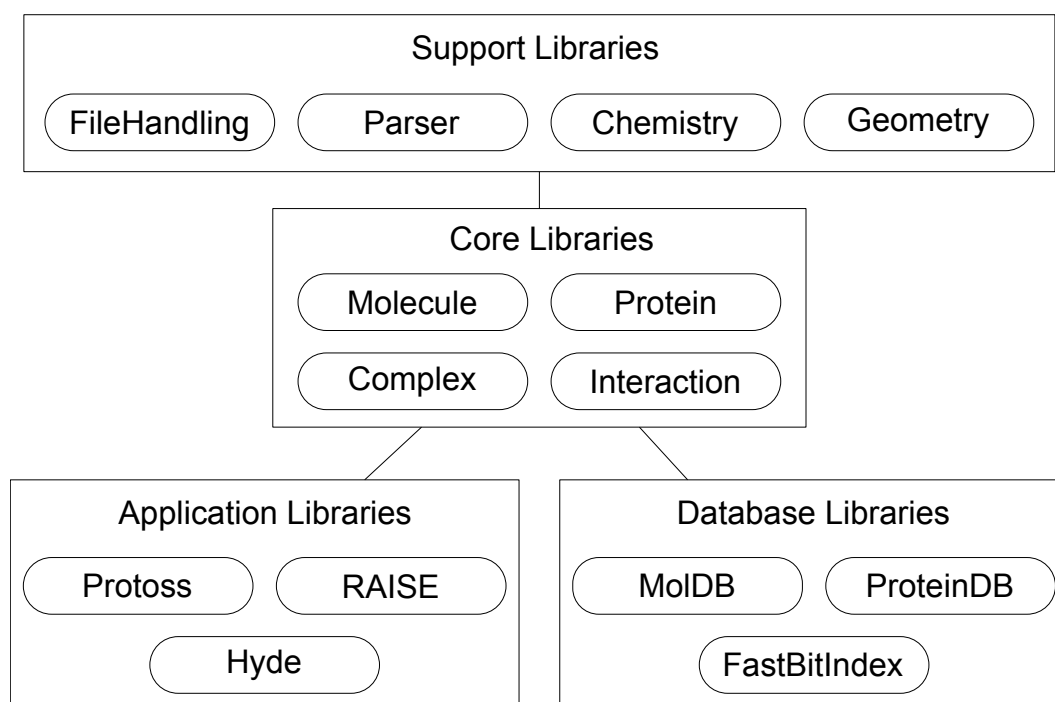 Support Libraries
FileHandling Parser Chemistry Geometry
Core Libraries
Molecule Protein
Complex Interaction
Application Libraries
Protoss RAISE
Hyde
Database Libraries
MolDB ProteinDB
FastBitIndex